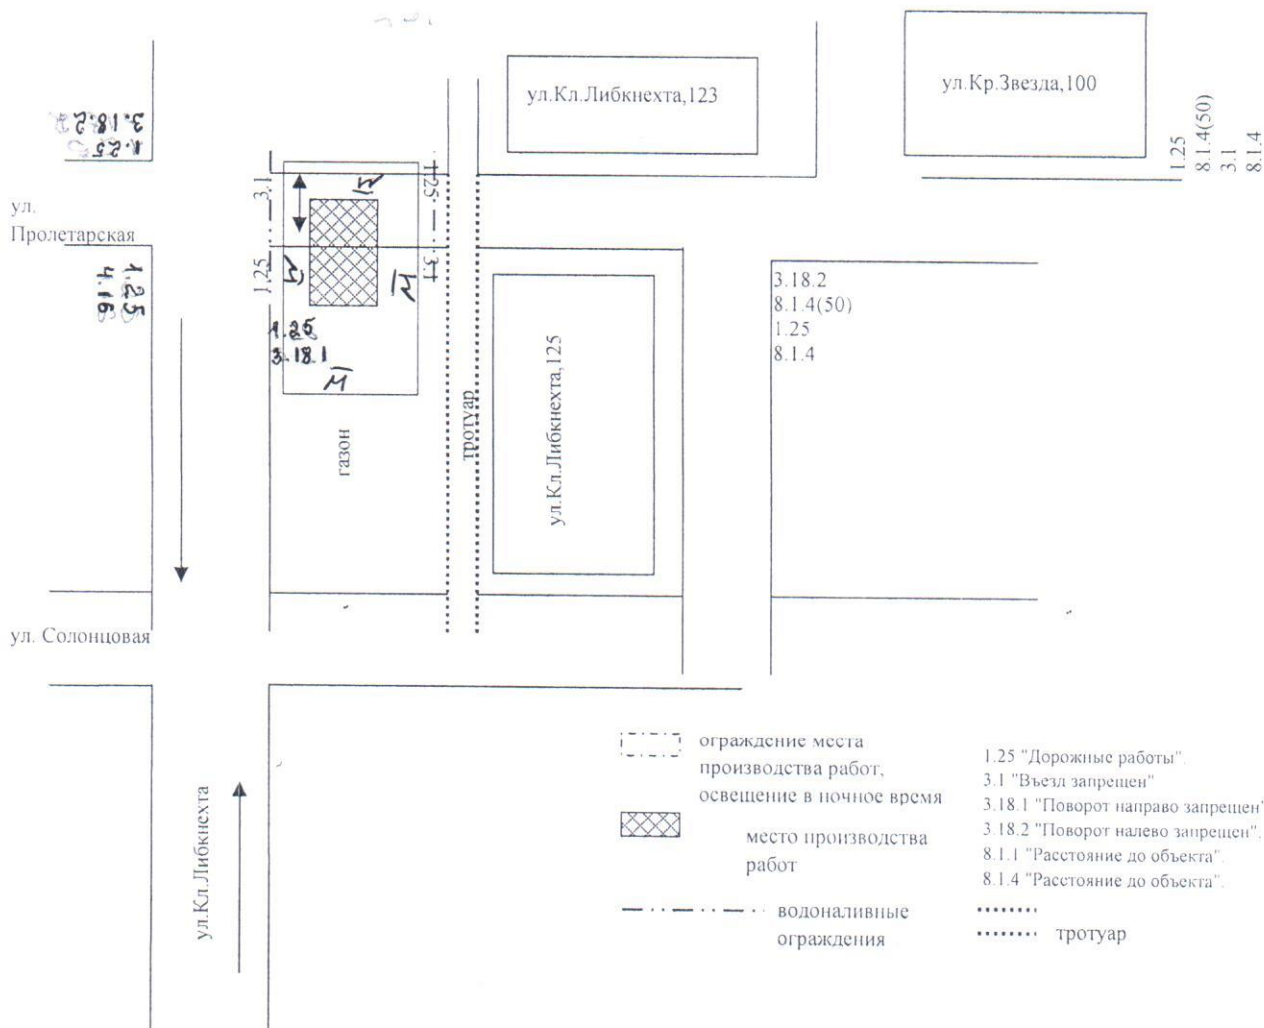 ул.Кл.Либкнехта,123
ул.Кр.Звезда,100
3.18.2
1.25
1.25
8.1.4(50)
3.1
8.1.4
ул.
Пролетарская
3.1
1.25
1.25
3.1
1.25
4.16
1.25
3.18.1
газон
тротуар
ул.Кл.Либкнехта,125
3.18.2
8.1.4(50)
1.25
8.1.4
ул. Солонцовая
ул.Кл.Либкнехта
ограждение места
производства работ,
освещение в ночное время
место производства
работ
водоналивные
ограждения
1.25 "Дорожные работы".
3.1 "Въезд запрещен"
3.18.1 "Поворот направо запрещен"
3.18.2 "Поворот налево запрещен".
8.1.1 "Расстояние до объекта".
8.1.4 "Расстояние до объекта".
тротуар